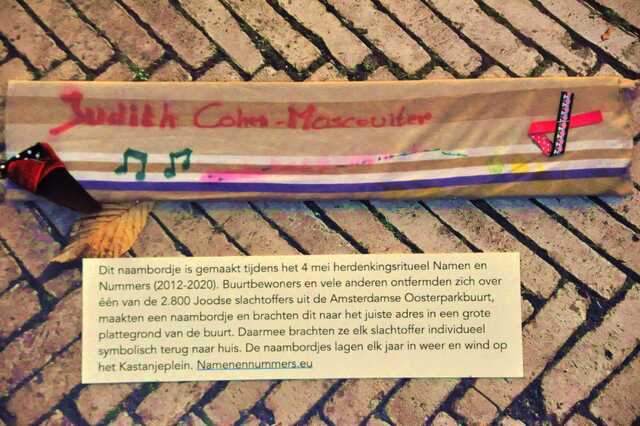 Judith Cohen-Moscouiter
Dit naambordje is gemaakt tijdens het 4 mei herdenkingsritueel Namen en
Nummers (2012-2020). Buurtbewoners en vele anderen ontfermden zich over
één van de 2.800 Joodse slachtoffers uit de Amsterdamse Oosterparkbuurt,
maakten een naambordje en brachten dit naar het juiste adres in een grote
plattegrond van de buurt. Daarmee brachten ze elk slachtoffer individueel
symbolisch terug naar huis. De naambordjes lagen elk jaar in weer en wind op
het Kastanjeplein. Namenennummers.eu